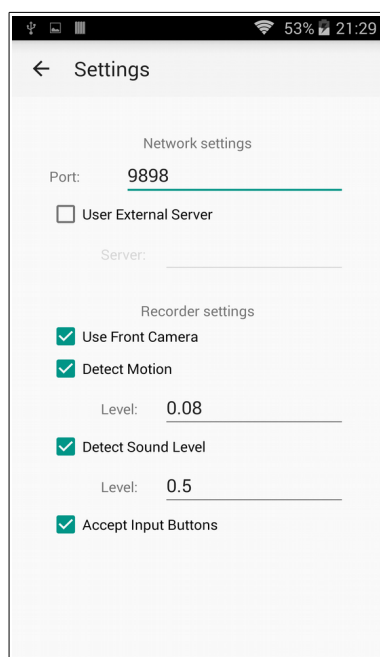 53% 21:29
Settings
Network settings
Port: 9898
User External Server
Server:
Recorder settings
Use Front Camera
Detect Motion
Level: 0.08
Detect Sound Level
Level: 0.5
Accept Input Buttons